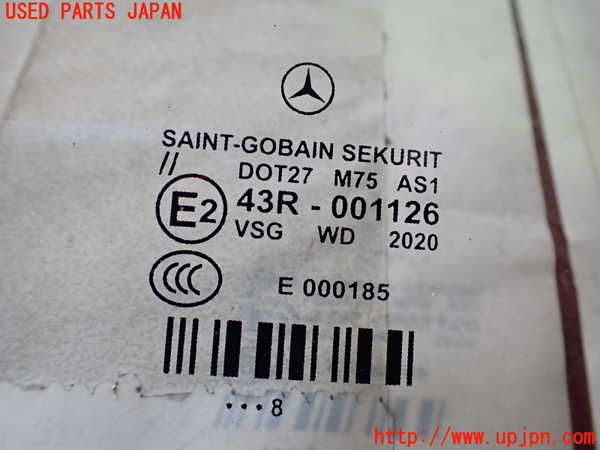 USED PARTS JAPAN
SAINT-GOBAIN SEKURIT
//
DOT27 M75 AS1
E2 43R - 001126
VSG WD 2020
CCC E 000185
...8
http://www.upjpn.com/